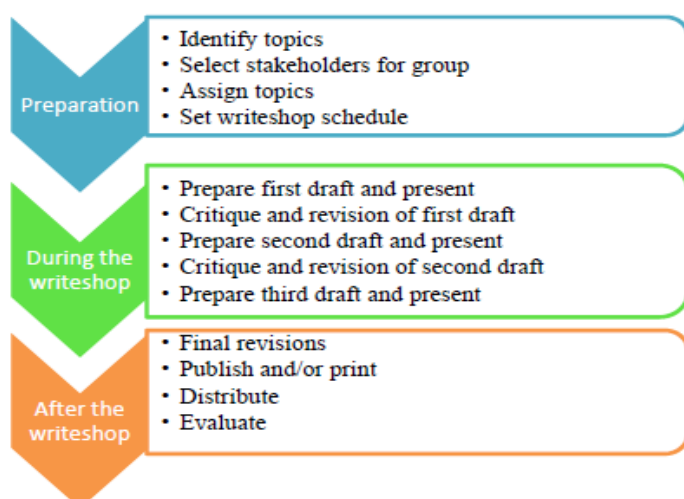 Preparation
• Identify topics
• Select stakeholders for group
• Assign topics
• Set writeshop schedule
During the
writeshop
• Prepare first draft and present
• Critique and revision of first draft
• Prepare second draft and present
• Critique and revision of second draft
• Prepare third draft and present
After the
writeshop
• Final revisions
• Publish and/or print
• Distribute
• Evaluate